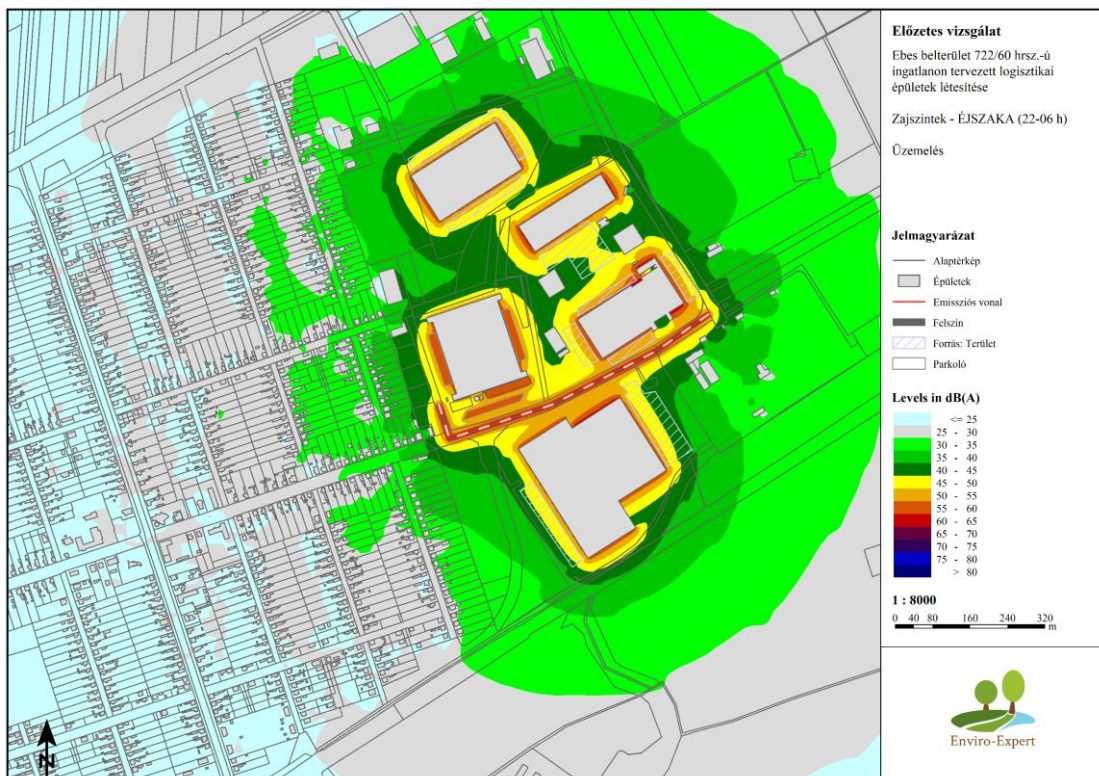 Előzetes vizsgálat
Ebes belterület 722/60 hrsz.-ú
ingatlanon tervezett logisztikai
épületek létesítése
Zajszintek - ÉJSZAKA (22-06 h)
Üzemelés
Jelmagyarázat
Alaptérkép
Épületek
Emissziós vonal
Felszín
Forrás: Terület
Parkoló
Levels in dB(A)
<= 25
25 - 30
30 - 35
35 - 40
40 - 45
45 - 50
50 - 55
55 - 60
60 - 65
65 - 70
70 - 75
75 - 80
> 80
1 : 8000
0 40 80 160 240 320
m
Enviro-Expert
N